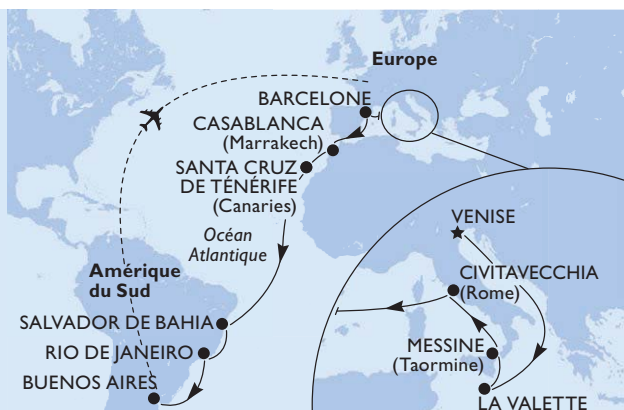 Europe
BARCELONE
CASABLANCA
(Marrakech)
SANTA CRUZ
DE TÉNÉRIFE
(Canaries)
Océan
Atlantique
Amérique
du Sud
SALVADOR DE BAHIA
RIO DE JANEIRO
BUENOS AIRES
VENISE
CIVITAVECCHIA
(Rome)
MESSINE
(Taormine)
LA VALETTE